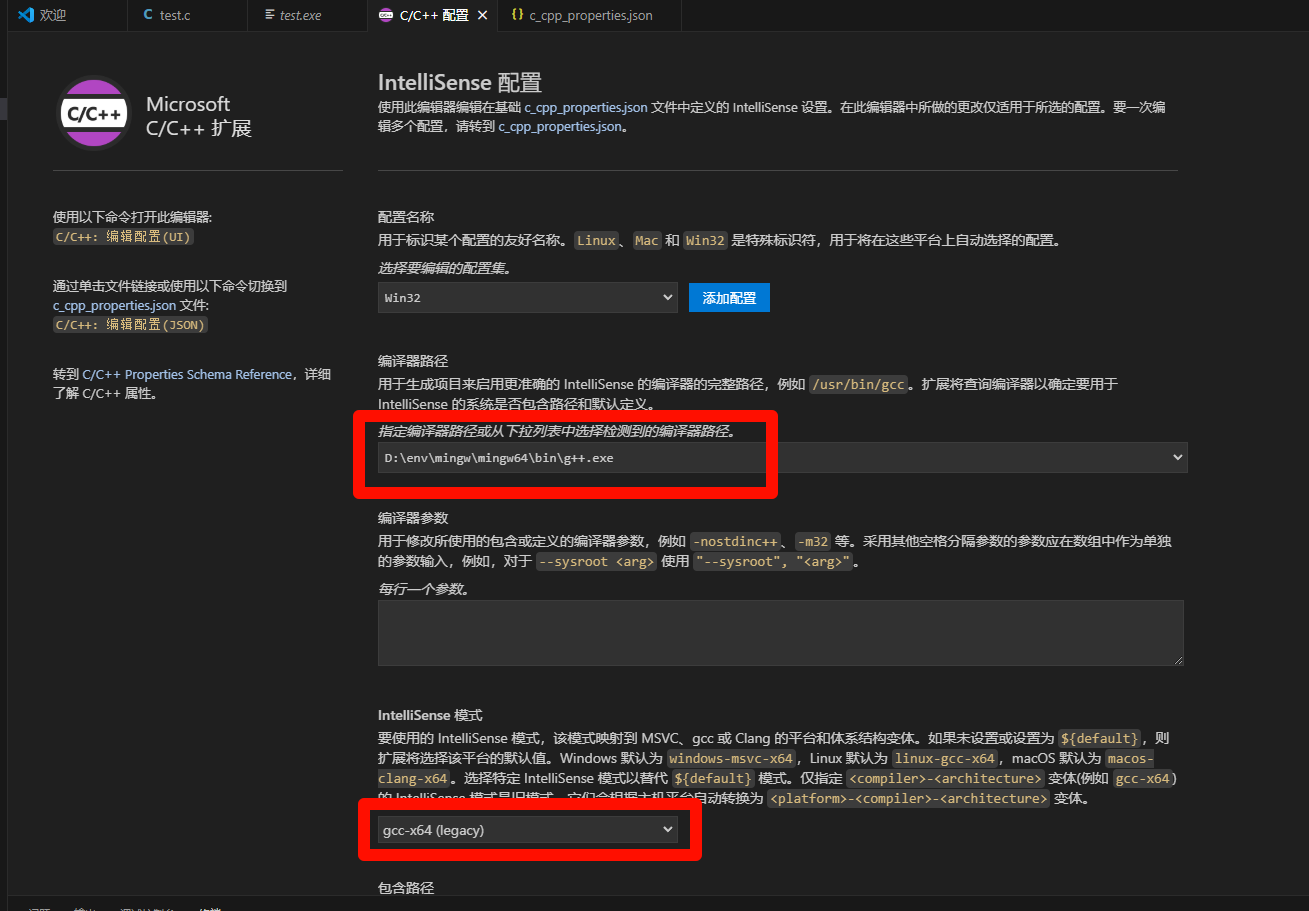 欢迎
C test.c
test.exe
C/C++ 配置
{} c_cpp_properties.json
C/C++
Microsoft
C/C++ 扩展
使用以下命令打开此编辑器:
C/C++: 编辑配置(UI)
通过单击文件链接或使用以下命令切换到
c_cpp_properties.json 文件:
C/C++: 编辑配置(JSON)
转到 C/C++ Properties Schema Reference，详细
了解 C/C++ 属性。
IntelliSense 配置
使用此编辑器编辑在基础 c_cpp_properties.json 文件中定义的 IntelliSense 设置。在此编辑器中所做的更改仅适用于所选的配置。要一次编
辑多个配置，请转到 c_cpp_properties.json。
配置名称
用于标识某个配置的友好名称。Linux、Mac 和 Win32 是特殊标识符，用于将在这些平台上自动选择的配置。
选择要编辑的配置集。
Win32
添加配置
编译器路径
用于生成项目来启用更准确的 IntelliSense 的编译器的完整路径，例如 /usr/bin/gcc。扩展将查询编译器以确定要用于
IntelliSense 的系统是否包含路径和默认定义。
指定编译器路径或从下拉列表中选择检测到的编译器路径。
D:\env\mingw\mingw64\bin\g++.exe
编译器参数
用于修改所使用的包含或定义的编译器参数，例如 -nostdinc++、-m32 等。采用其他空格分隔参数的参数应在数组中作为单独
的参数输入，例如，对于 --sysroot <arg> 使用 "--sysroot", "<arg>"。
每行一个参数。
IntelliSense 模式
要使用的 IntelliSense 模式，该模式映射到 MSVC、gcc 或 Clang 的平台和体系结构变体。如果未设置或设置为 ${default}，则
扩展将选择该平台的默认值。Windows 默认为 windows-msvc-x64，Linux 默认为 linux-gcc-x64，macOS 默认为 macos-
clang-x64。选择特定 IntelliSense 模式以替代 ${default} 模式。仅指定 <compiler>-<architecture> 变体(例如 gcc-x64)
的 IntelliSense 模式是旧模式，它们会根据主机平台自动转换为 <platform>-<compiler>-<architecture> 变体。
gcc-x64 (legacy)
包含路径